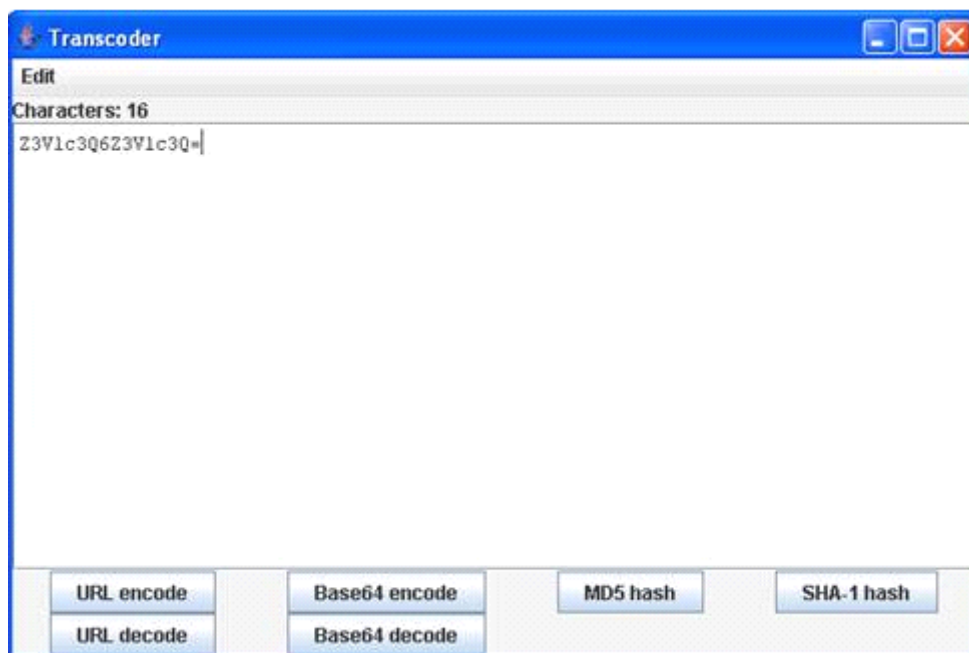 Transcoder
Edit
Characters: 16
Z3Vlc3Q6Z3Vlc3Q=
URL encode Base64 encode MD5 hash SHA-1 hash
URL decode Base64 decode